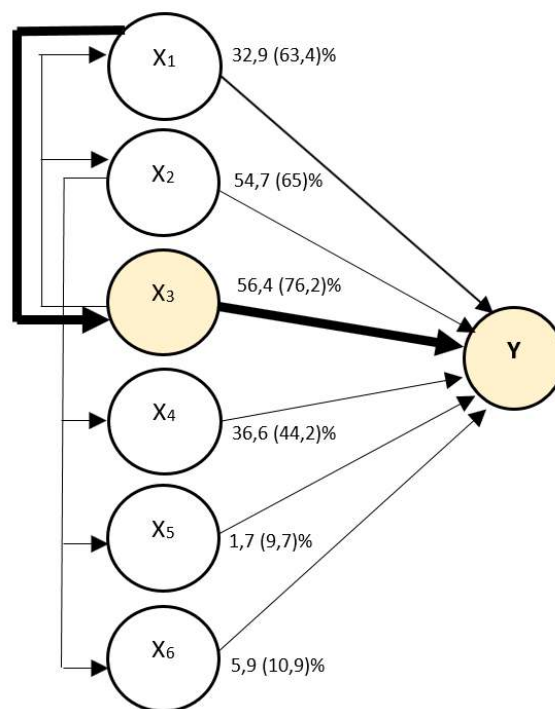 X1
32,9 (63,4)%
X2
54,7 (65)%
X3
56,4 (76,2)%
Y
X4
36,6 (44,2)%
X5
1,7 (9,7)%
X6
5,9 (10,9)%